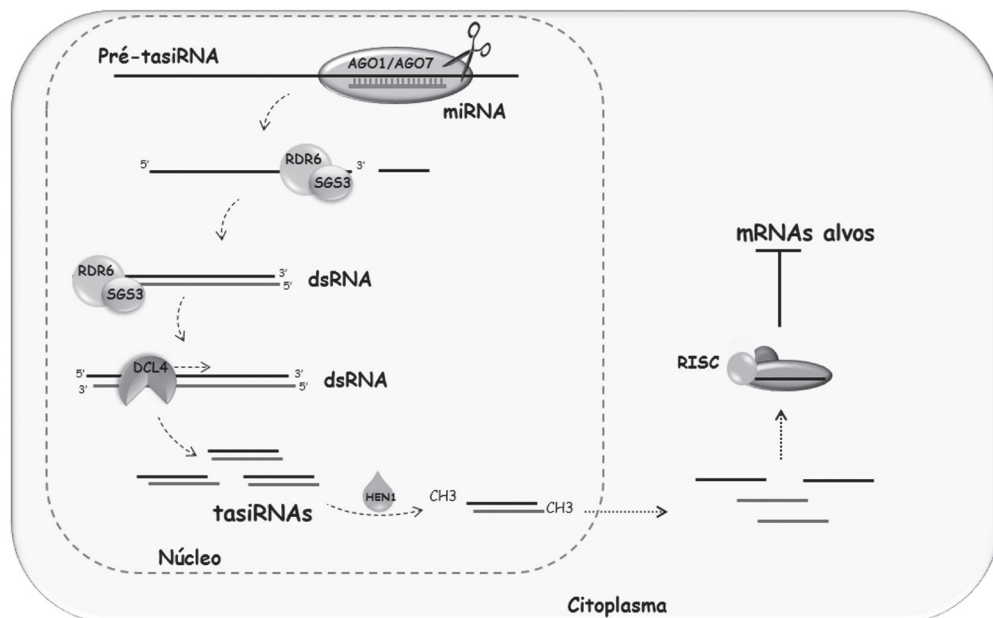 Pré-tasiRNA
AGO1/AGO7
miRNA
5'
RDR6
SGS3
3'
RDR6
SGS3
3'
5'
dsRNA
5'
3'
DCL4
3'
5'
dsRNA
tasiRNAs
HEN1
CH3
CH3
Núcleo
Citoplasma
mRNAs alvos
RISC